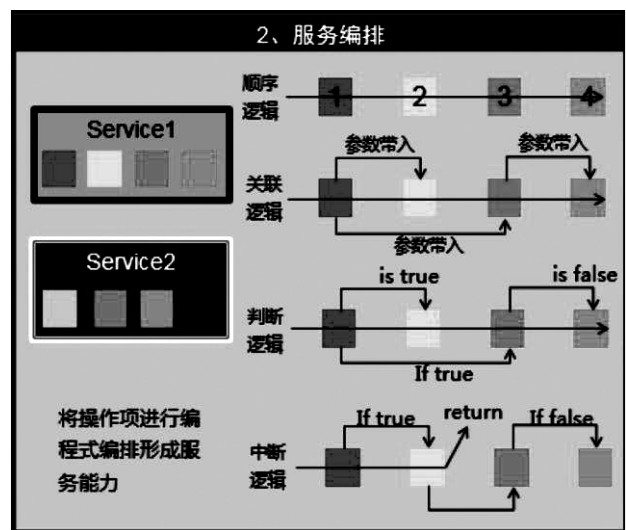 2、服务编排
Service1
Service2
将操作项进行编
程式编排形成服
务能力
顺序
逻辑
1 2 3 4
关联
逻辑
参数带入
参数带入
参数带入
判断
逻辑
is true
is false
If true
中断
逻辑
If true
return
If false